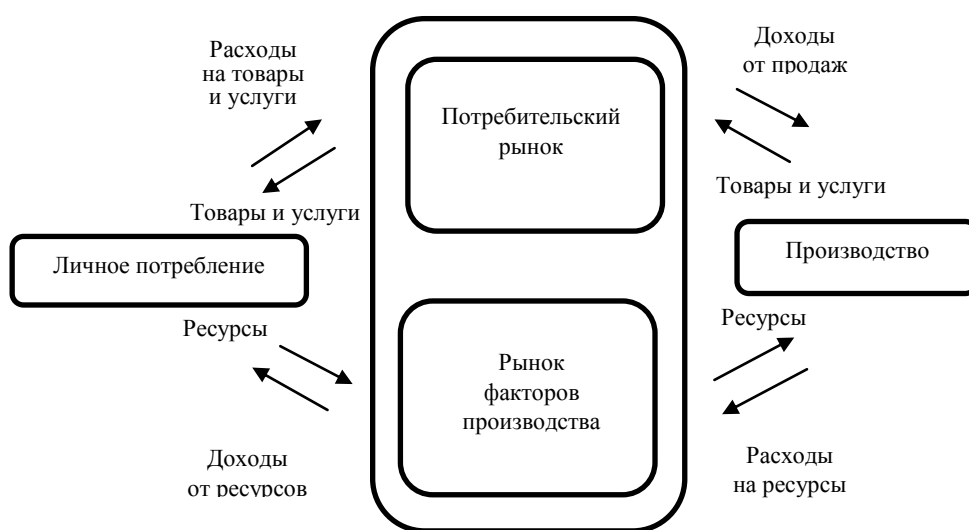 Расходы
на товары
и услуги
Доходы
от продаж
Потребительский
рынок
Товары и услуги
Товары и услуги
Личное потребление
Производство
Ресурсы
Ресурсы
Рынок
факторов
производства
Доходы
от ресурсов
Расходы
на ресурсы